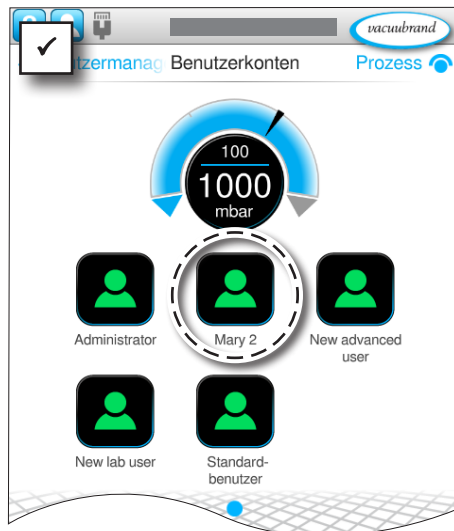 vacuubrand
tzermanag Benutzerkonten Prozess
100
1000
mbar
Administrator
Mary 2
New advanced
user
New lab user
Standard-
benutzer